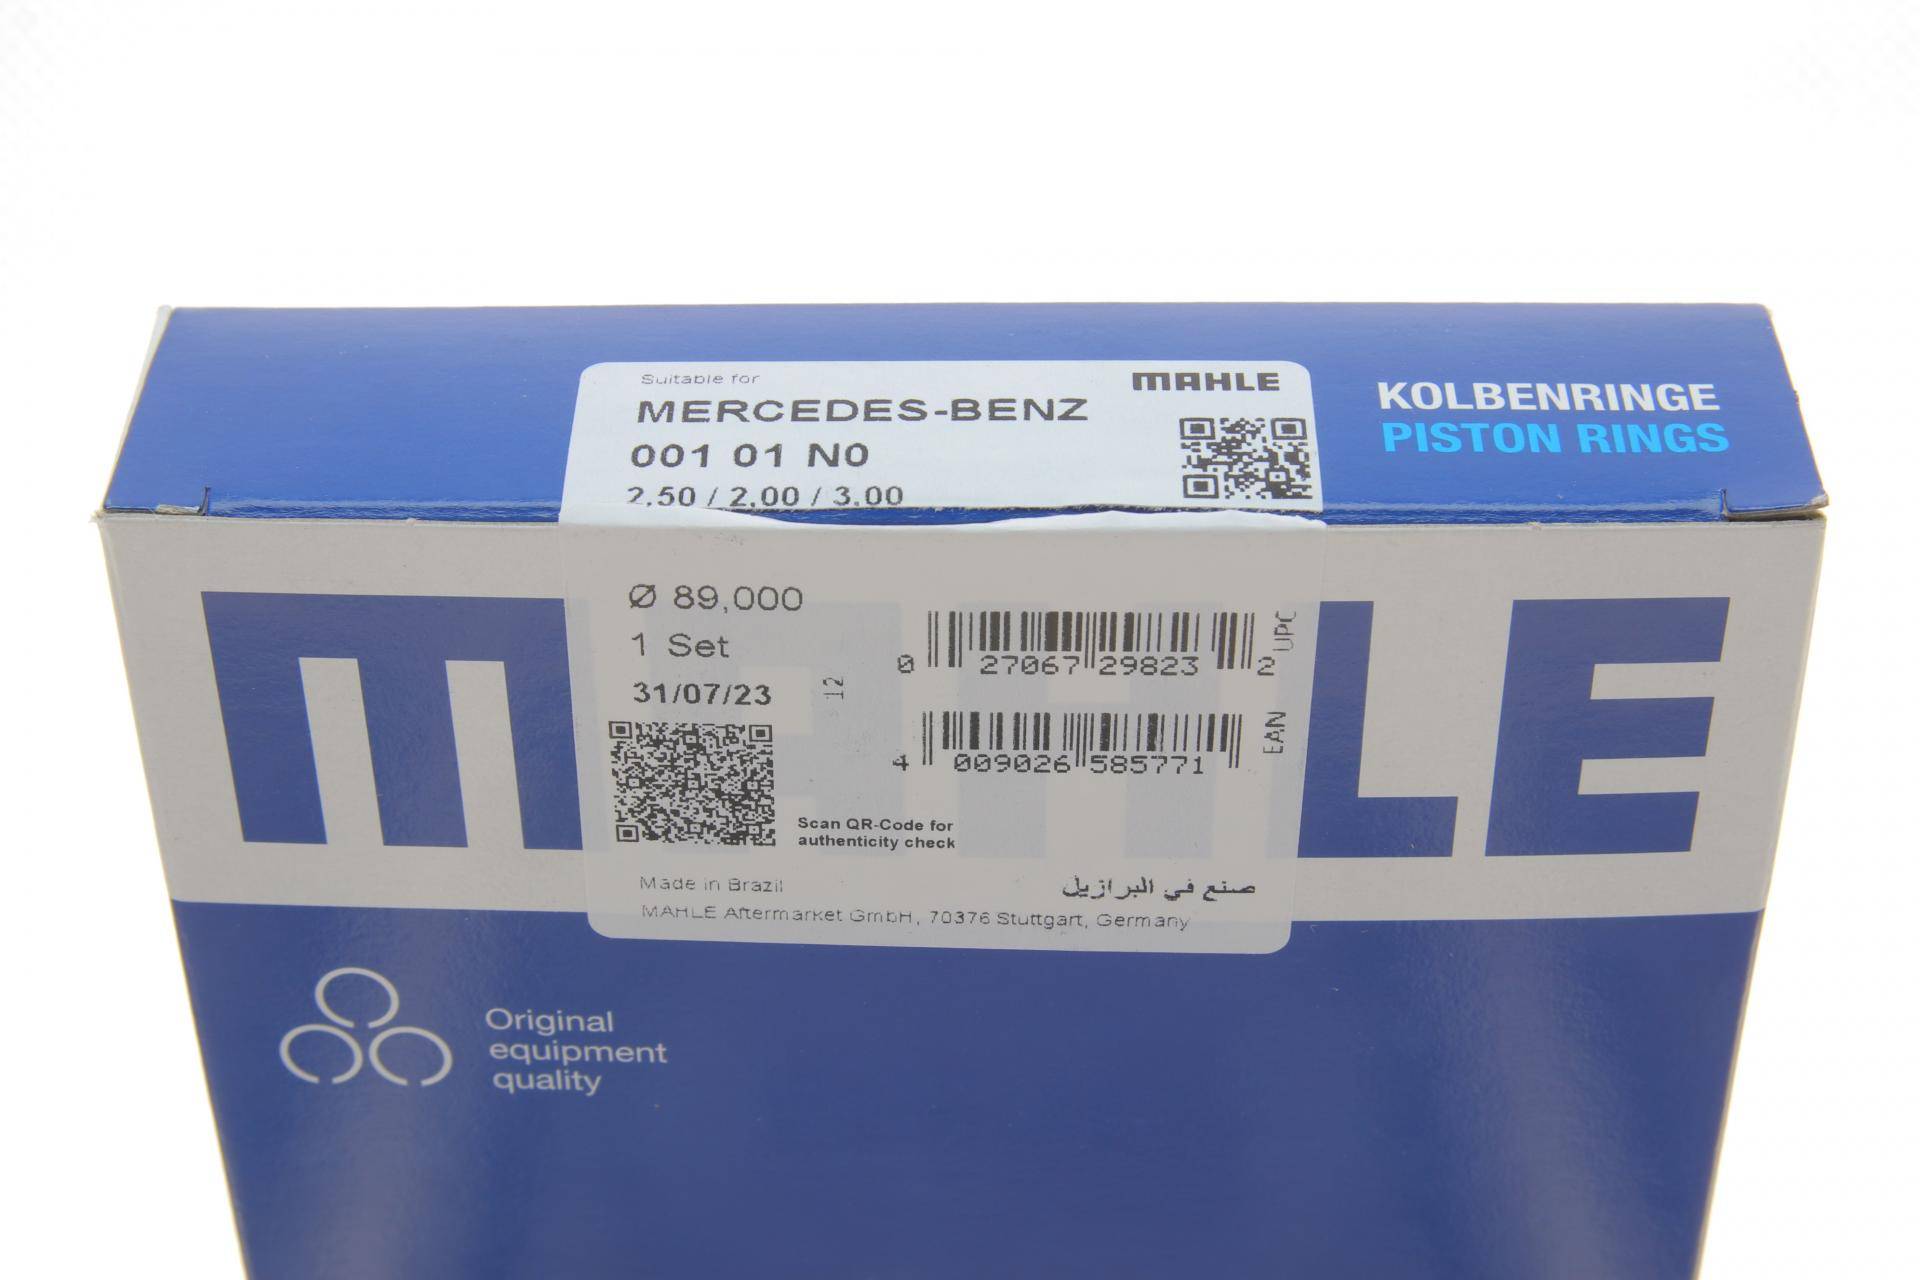 Suitable for
MAHLE
MERCEDES-BENZ
001 01 N0
2,50 / 2,00 / 3,00
KOLBENRINGE
PISTON RINGS
MAHLE
Ø 89,000
1 Set
31/07/23
12
0 27067 29823 2
UPC
4 009026 585771
EAN
Scan QR-Code for
authenticity check
Made in Brazil
صنع في البرازيل
MAHLE Aftermarket GmbH, 70376 Stuttgart, Germany
Original
equipment
quality